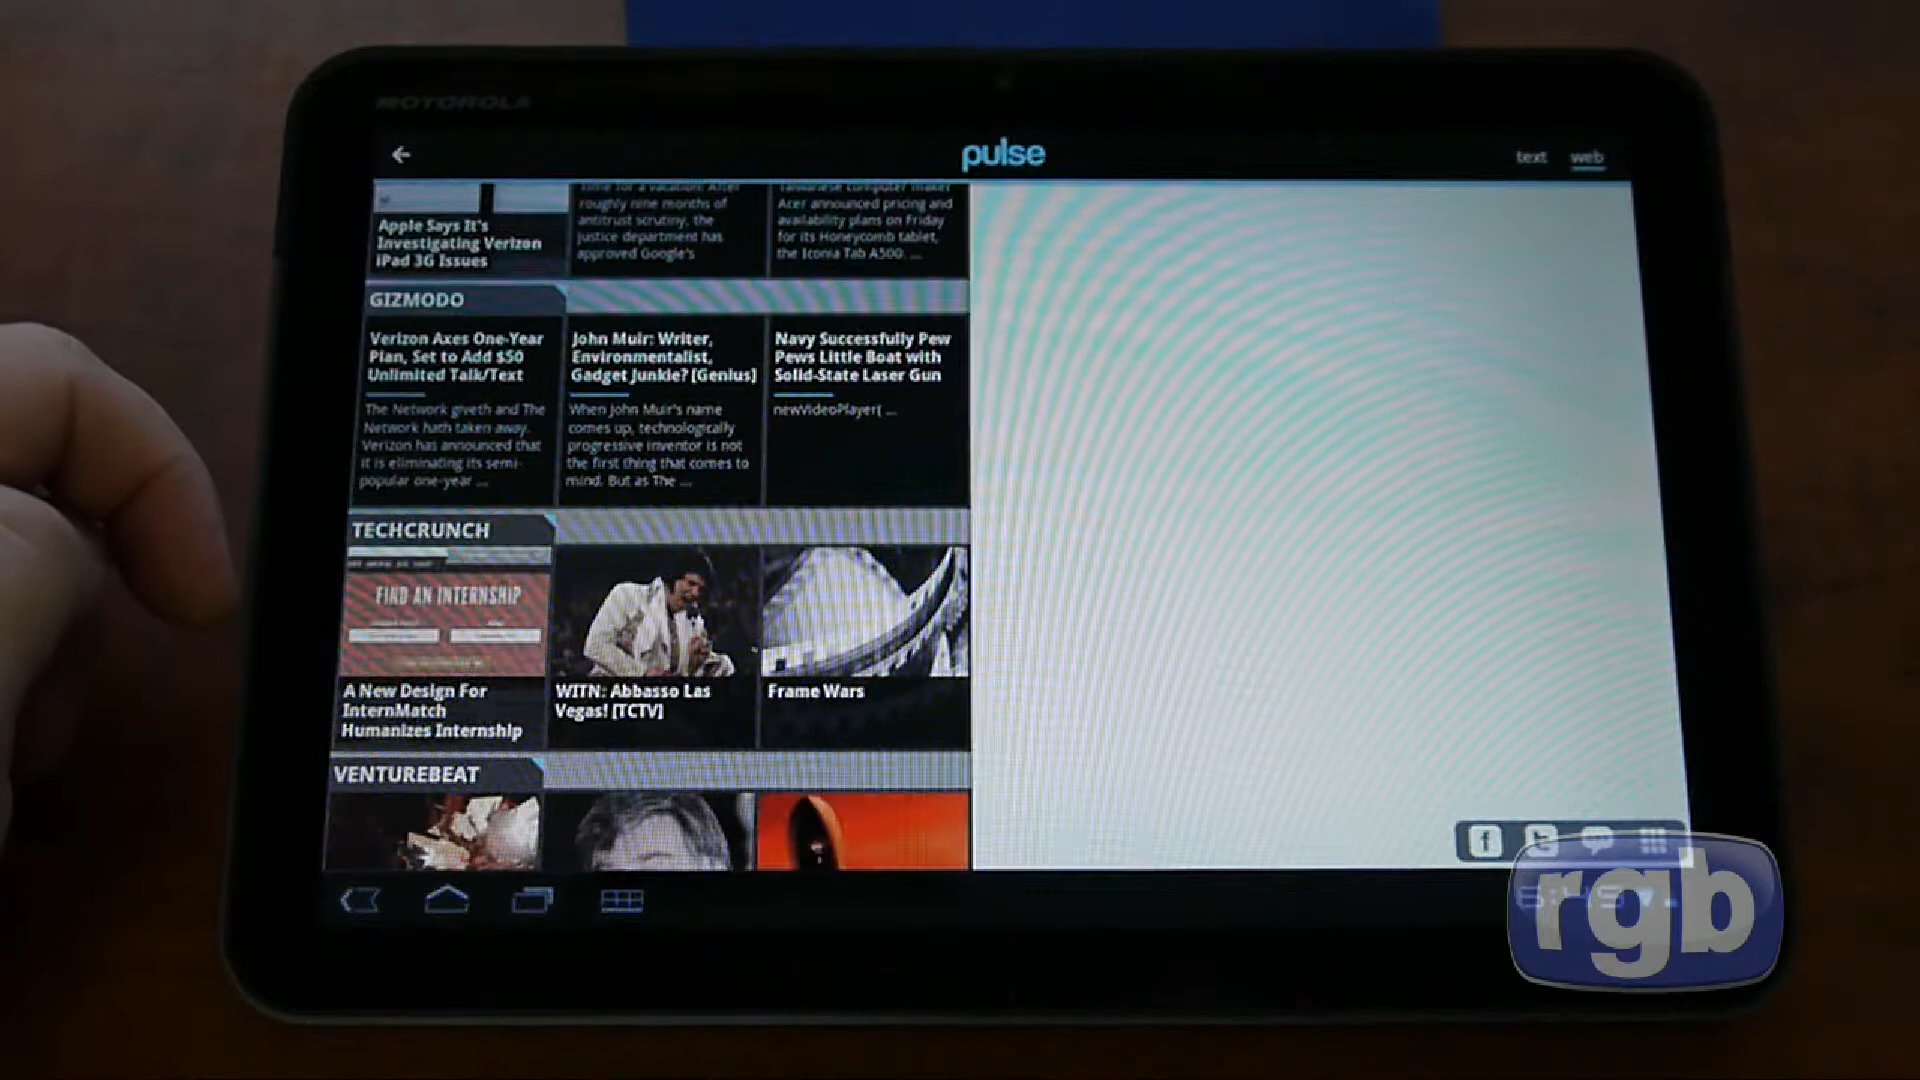 MOTOROLA
pulse
text web
Apple Says It's
Investigating Verizon
iPad 3G Issues
Time for a vacation: After
roughly nine months of
antitrust scrutiny, the
justice department has
approved Google's
Taiwanese computer maker
Acer announced pricing and
availability plans on Friday
for its Honeycomb tablet,
the Iconia Tab A500. ...
GIZMODO
Verizon Axes One-Year
Plan, Set to Add $50
Unlimited Talk/Text
The Network giveth and The
Network hath taken away.
Verizon has announced that
it is eliminating its semi-
popular one-year ...
John Muir: Writer,
Environmentalist,
Gadget Junkie? [Genius]
When John Muir's name
comes up, technologically
progressive inventor is not
the first thing that comes to
mind. But as The ...
Navy Successfully Pew
Pews Little Boat with
Solid-State Laser Gun
newVideoPlayer( ...
TECHCRUNCH
FIND AN INTERNSHIP
A New Design For
InternMatch
Humanizes Internship
WITN: Abbasso Las
Vegas! [TCTV]
Frame Wars
VENTUREBEAT
f t
rgb